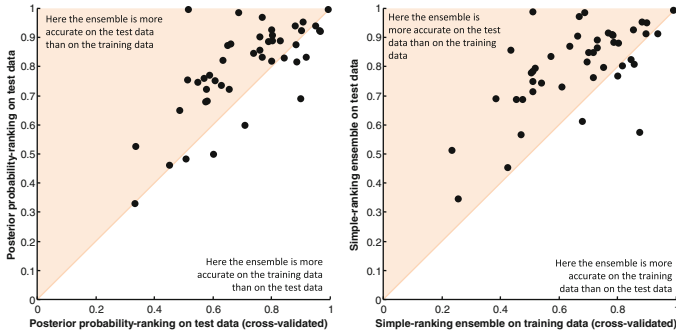 Here the ensemble is more
accurate on the test data
than on the training data
1
0.9
0.8
0.7
0.6
0.5
0.4
0.3
0.2
0.1
0
Posterior probability-ranking on test data
Here the ensemble is more
accurate on the training data
than on the test data
0
0.2
0.4
0.6
0.8
1
Posterior probability-ranking on test data (cross-validated)
Here the ensemble is
more accurate on the test
data than on the training
data
1
0.9
0.8
0.7
0.6
0.5
0.4
0.3
0.2
0.1
0
Simple-ranking ensemble on test data
Here the ensemble is more
accurate on the training
data than on the test data
0
0.2
0.4
0.6
0.8
1
Simple-ranking ensemble on training data (cross-validated)